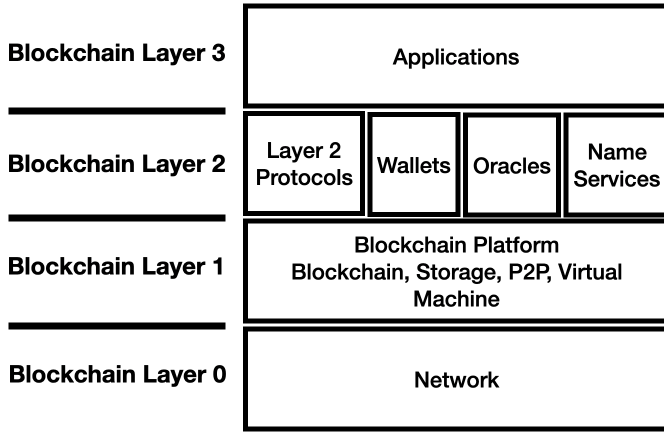 Blockchain Layer 3
Applications
Blockchain Layer 2
Layer 2
Protocols
Wallets
Oracles
Name
Services
Blockchain Layer 1
Blockchain Platform
Blockchain, Storage, P2P, Virtual
Machine
Blockchain Layer 0
Network